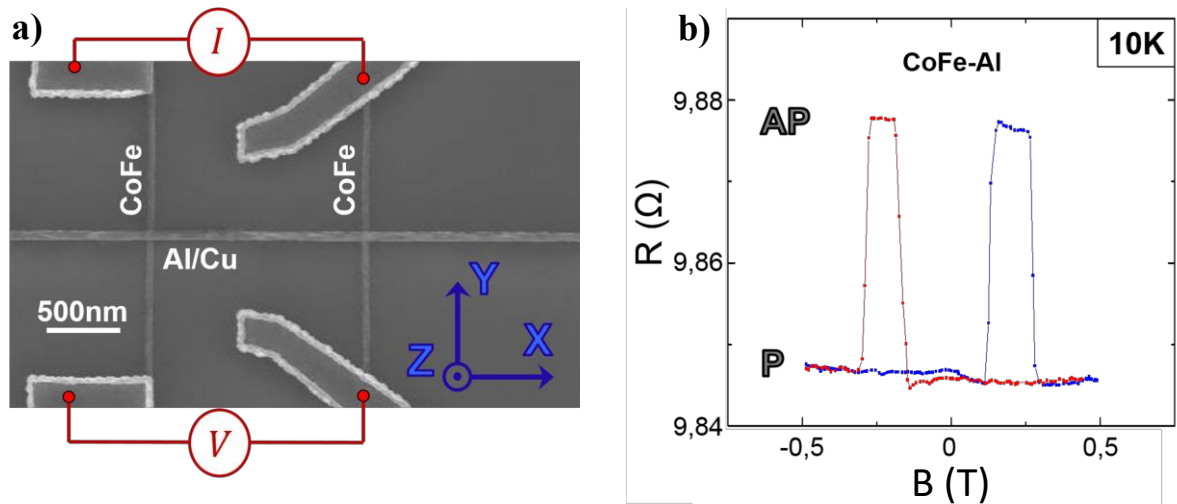 a)
I
CoFe
CoFe
Al/Cu
500nm
Y
X
Z
V
b)
10K
CoFe-Al
9,88
AP
9,86
P
9,84
R (Ω)
-0,5
0
0,5
B (T)